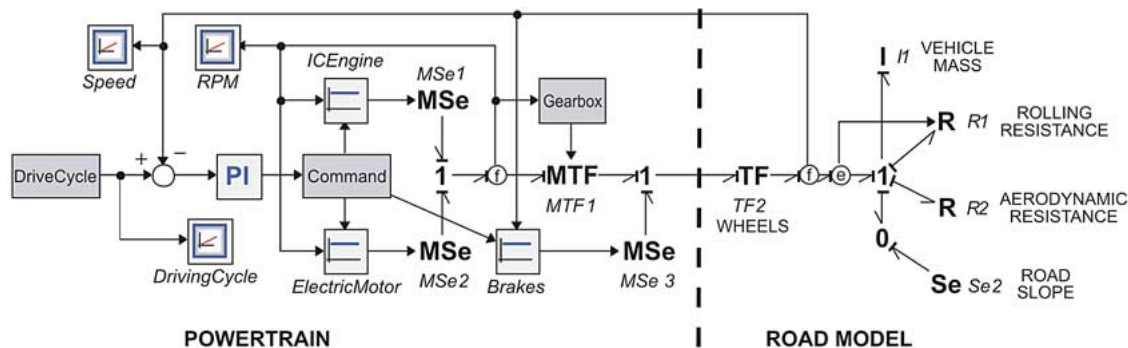 Speed
RPM
ICEngine
MSe1
MSe
Gearbox
I
I1
VEHICLE
MASS
R
R1
ROLLING
RESISTANCE
DriveCycle
+
−
PI
Command
1
f
MTF
MTF1
1
TF
TF2
WHEELS
f
e
1
R
R2
AERODYNAMIC
RESISTANCE
DrivingCycle
ElectricMotor
MSe
MSe2
Brakes
MSe
MSe 3
0
Se
Se2
ROAD
SLOPE
POWERTRAIN
ROAD MODEL